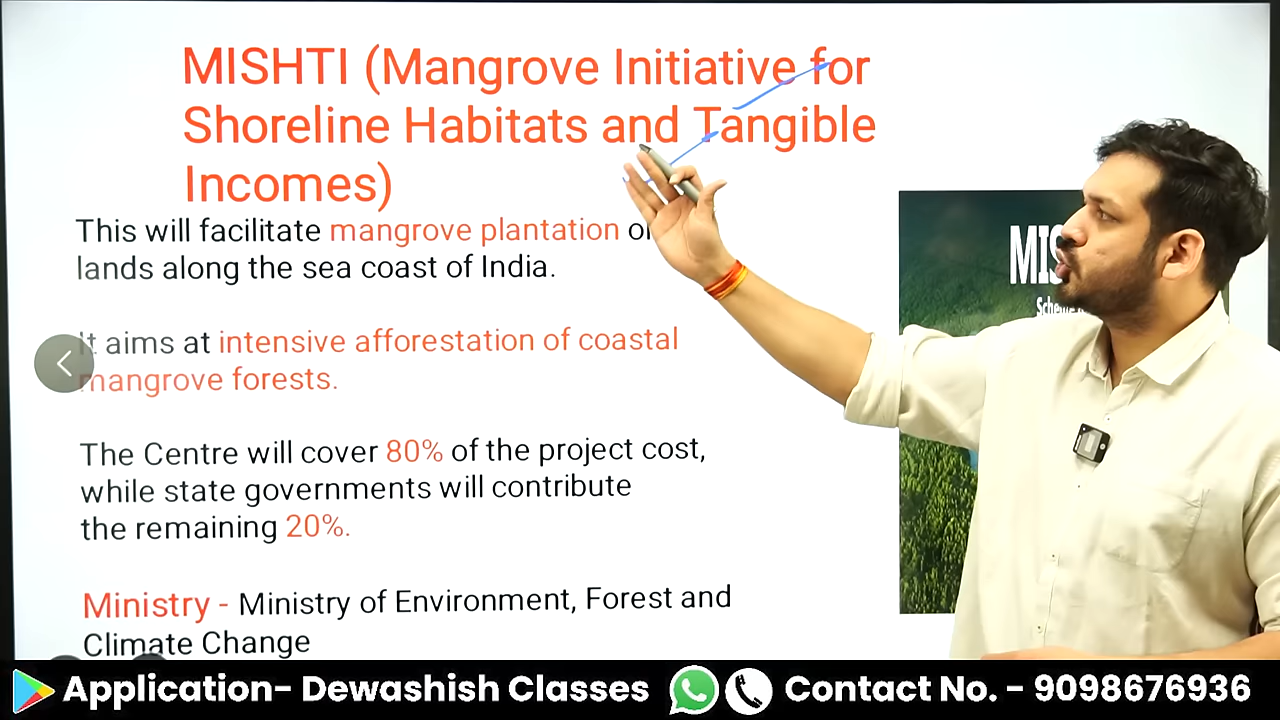 MISHTI (Mangrove Initiative for
Shoreline Habitats and Tangible
Incomes)
This will facilitate mangrove plantation
lands along the sea coast of India.
It aims at intensive afforestation of coastal
mangrove forests.
The Centre will cover 80% of the project cost,
while state governments will contribute
the remaining 20%.
Ministry - Ministry of Environment, Forest and
Climate Change
Application- Dewashish Classes
Contact No. - 9098676936